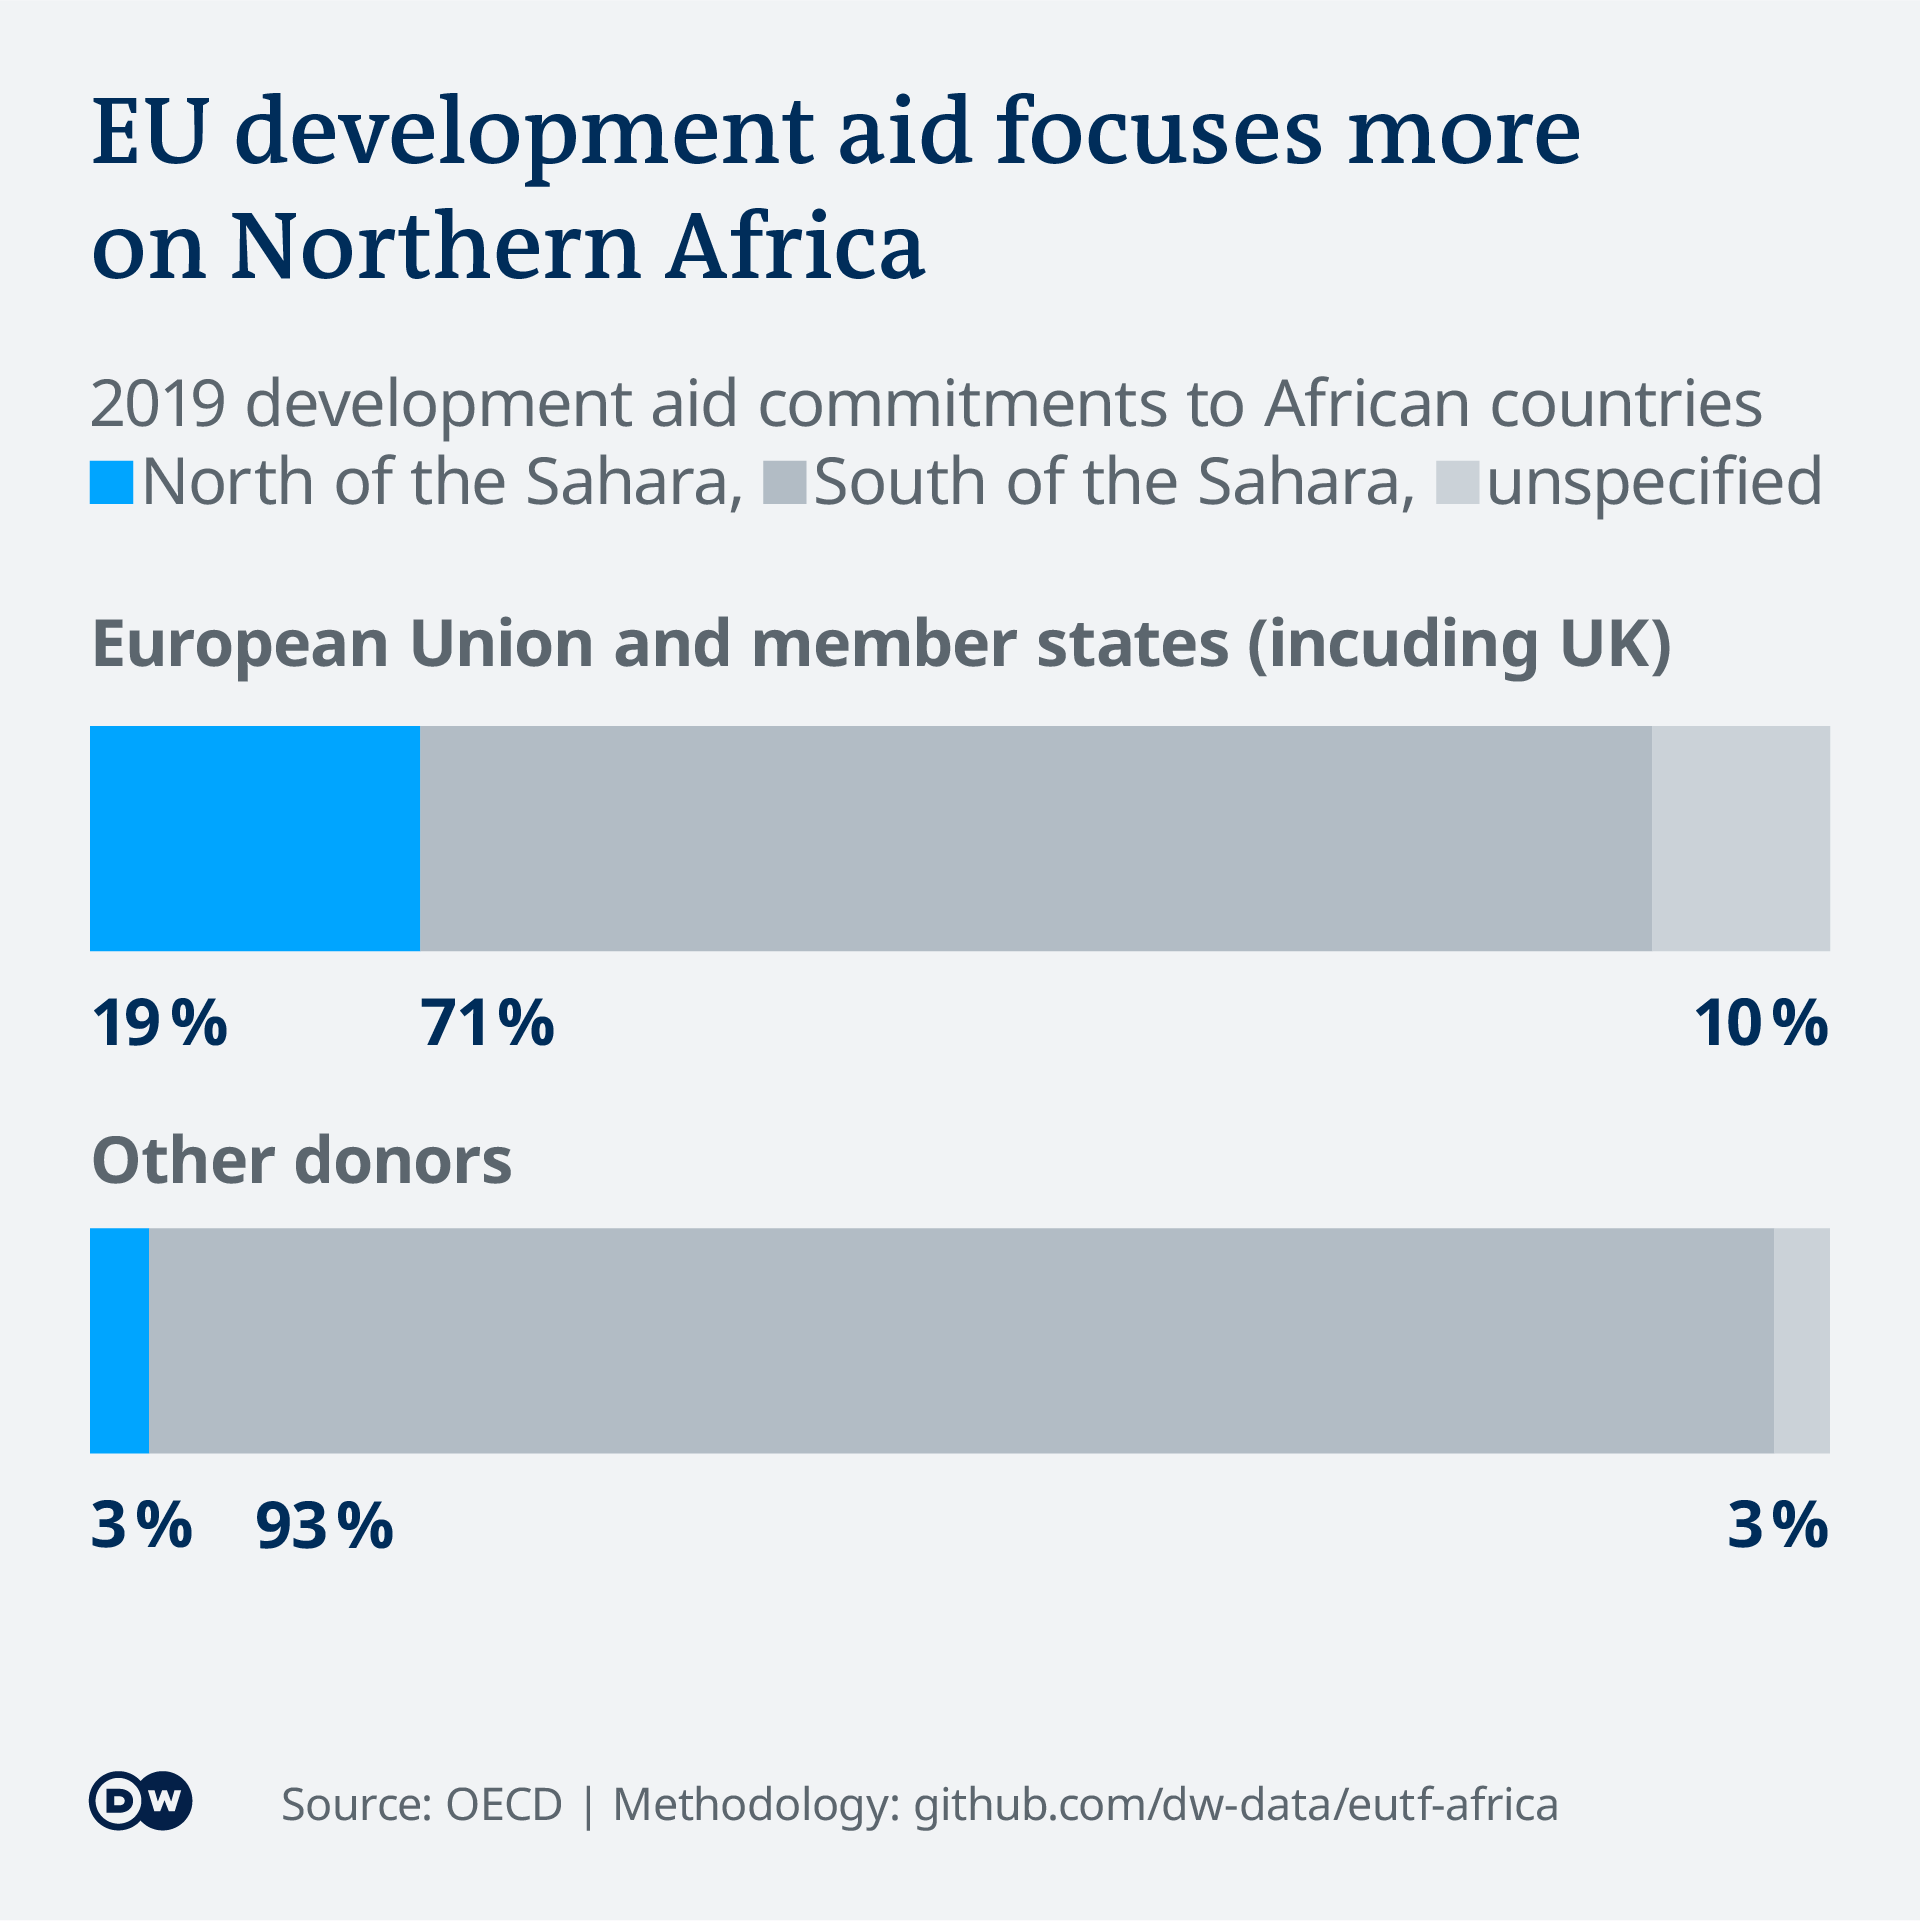 EU development aid focuses more
on Northern Africa
2019 development aid commitments to African countries
North of the Sahara, South of the Sahara, unspecified
European Union and member states (incuding UK)
19 % 71 % 10 %
Other donors
3 % 93 % 3 %
DW Source: OECD | Methodology: github.com/dw-data/eutf-africa